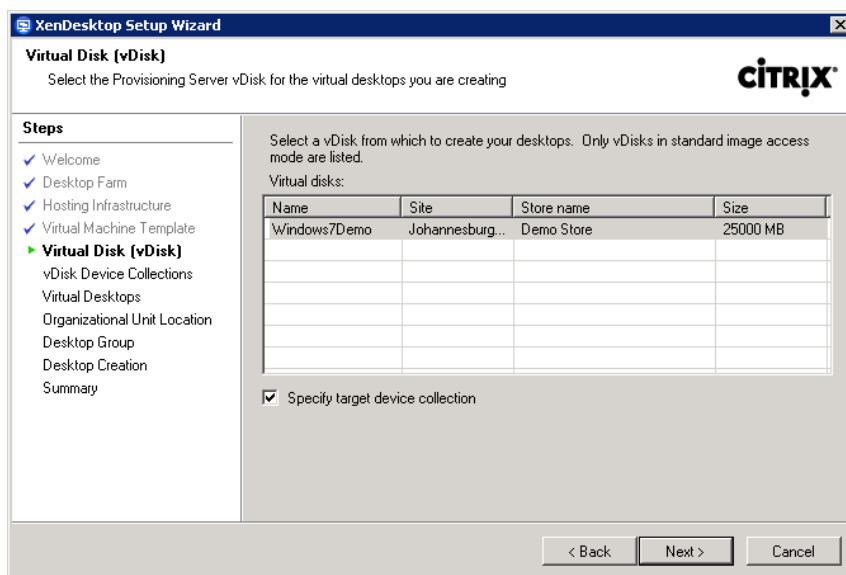 XenDesktop Setup Wizard
Virtual Disk (vDisk)
Select the Provisioning Server vDisk for the virtual desktops you are creating
CİTRIX
Steps
Welcome
Desktop Farm
Hosting Infrastructure
Virtual Machine Template
Virtual Disk (vDisk)
vDisk Device Collections
Virtual Desktops
Organizational Unit Location
Desktop Group
Desktop Creation
Summary
Select a vDisk from which to create your desktops. Only vDisks in standard image access
mode are listed.
Virtual disks:
Name Site Store name Size
Windows7Demo Johannesburg... Demo Store 25000 MB
Specify target device collection
< Back Next > Cancel